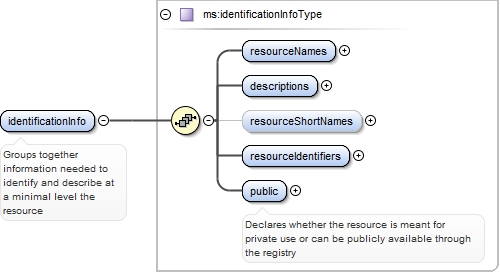 ms:identificationInfoType
resourceNames
descriptions
identificationInfo
resourceShortNames
Groups together
information needed to
identify and describe at
a minimal level the
resource
resourceIdentifiers
public
Declares whether the resource is meant for
private use or can be publicly available through
the registry